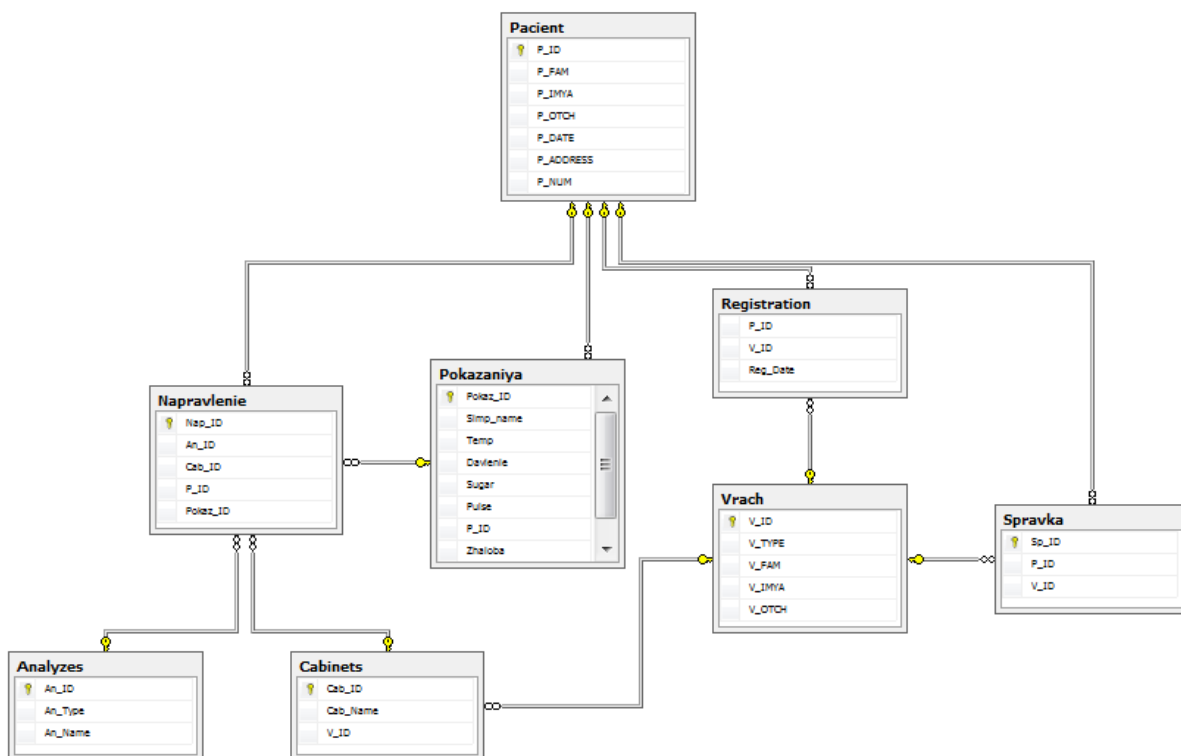 Pacient
P_ID
P_FAM
P_IMYA
P_OTCH
P_DATE
P_ADDRESS
P_NUM
Registration
P_ID
V_ID
Reg_Date
Pokazaniya
Pokaz_ID
Simp_name
Temp
Davlenie
Sugar
Pulse
P_ID
Zhaloba
Napravlenie
Nap_ID
An_ID
Cab_ID
P_ID
Pokaz_ID
Vrach
V_ID
V_TYPE
V_FAM
V_IMYA
V_OTCH
Spravka
Sp_ID
P_ID
V_ID
Analyzes
An_ID
An_Type
An_Name
Cabinets
Cab_ID
Cab_Name
V_ID